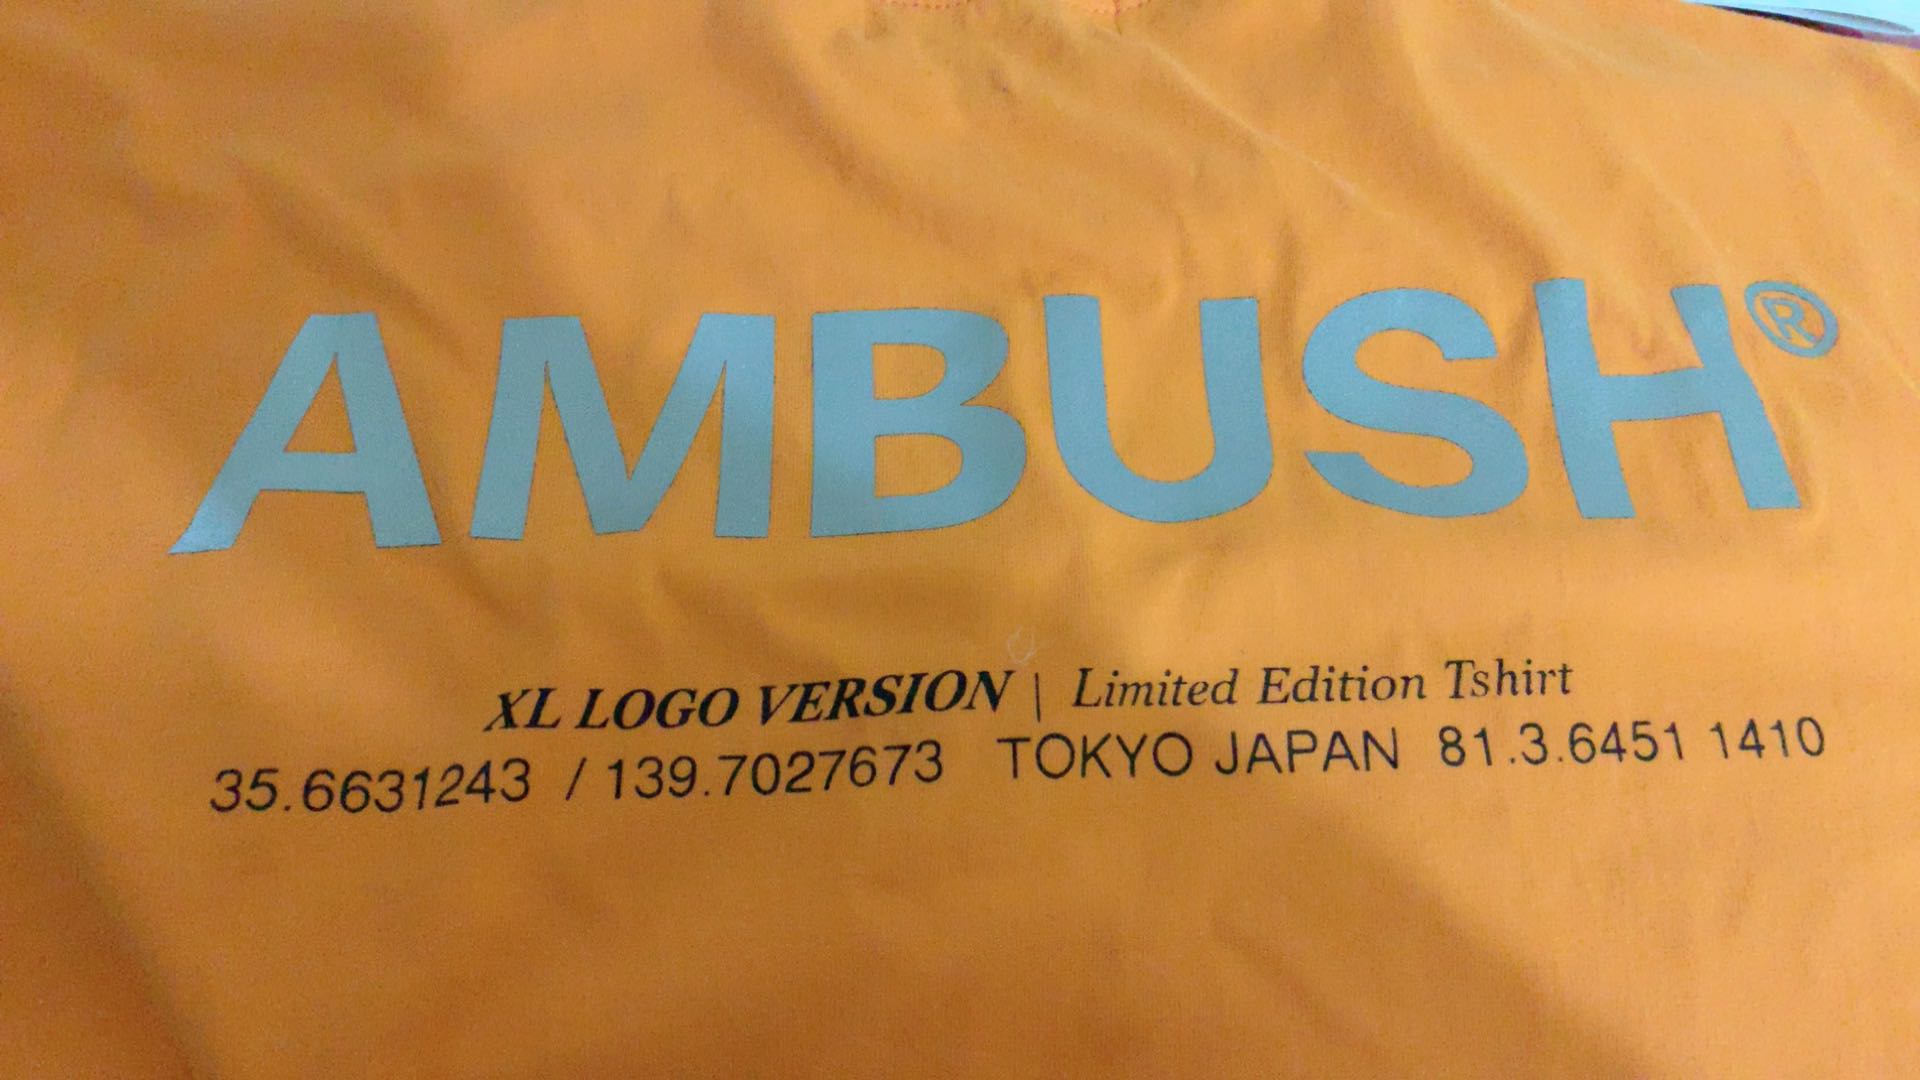 AMBUSH®
XL LOGO VERSION | Limited Edition Tshirt
35.6631243 / 139.7027673 TOKYO JAPAN 81.3.6451 1410